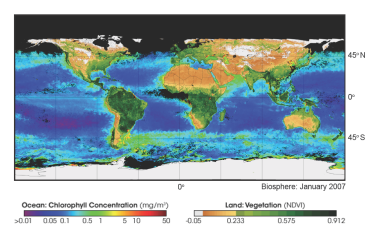 45°N
0°
45°S
0°
Biosphere: January 2007
Ocean: Chlorophyll Concentration (mg/m³)
Land: Vegetation (NDVI)
>0.01 0.05 0.1 0.5 1 5 10 50
-0.05 0.233 0.575 0.912